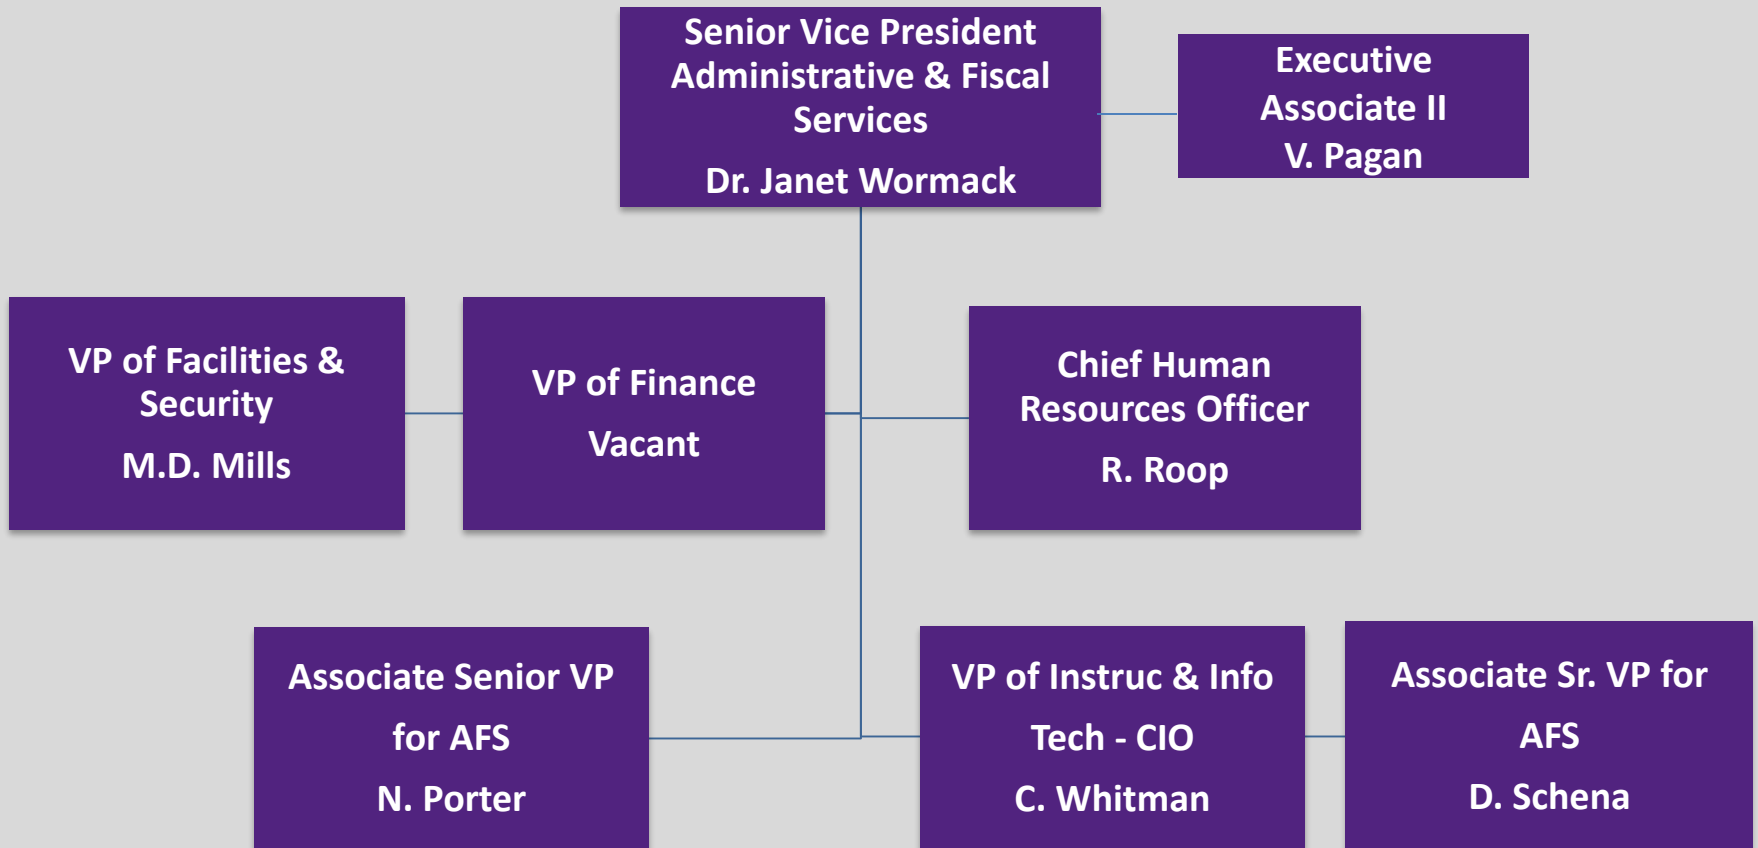 Senior Vice President
Administrative & Fiscal
Services
Dr. Janet Wormack
Executive
Associate II
V. Pagan
VP of Facilities &
Security
M.D. Mills
VP of Finance
Vacant
Chief Human
Resources Officer
R. Roop
Associate Senior VP
for AFS
N. Porter
VP of Instruc & Info
Tech - CIO
C. Whitman
Associate Sr. VP for
AFS
D. Schena